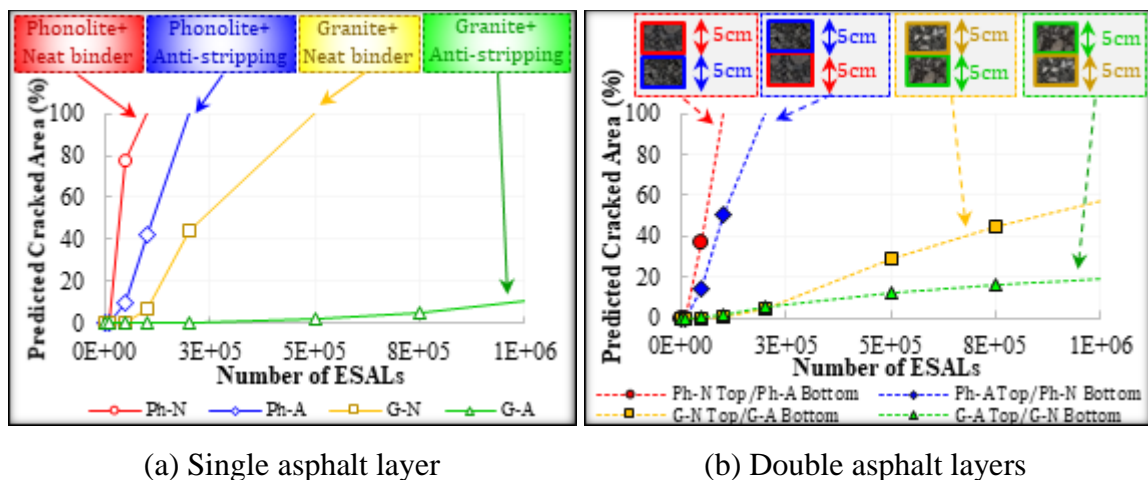 Phonolite+
Neat binder
Phonolite+
Anti-stripping
Granite+
Neat binder
Granite+
Anti-stripping
Predicted Cracked Area (%)
100
80
60
40
20
0
0E+00
3E+05
5E+05
8E+05
1E+06
Number of ESALs
Ph-N
Ph-A
G-N
G-A
(a) Single asphalt layer
5cm
5cm
5cm
5cm
5cm
5cm
5cm
5cm
Predicted Cracked Area (%)
100
80
60
40
20
0
0E+00
3E+05
5E+05
8E+05
1E+06
Number of ESALs
Ph-N Top/Ph-A Bottom
Ph-A Top/Ph-N Bottom
G-N Top/G-A Bottom
G-A Top/G-N Bottom
(b) Double asphalt layers